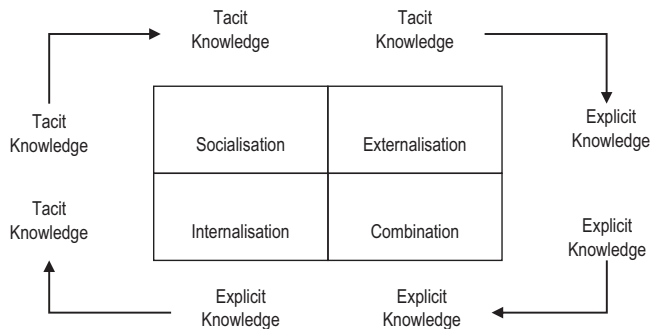 Tacit
Knowledge
Tacit
Knowledge
Tacit
Knowledge
Explicit
Knowledge
Socialisation
Externalisation
Tacit
Knowledge
Explicit
Knowledge
Internalisation
Combination
Explicit
Knowledge
Explicit
Knowledge